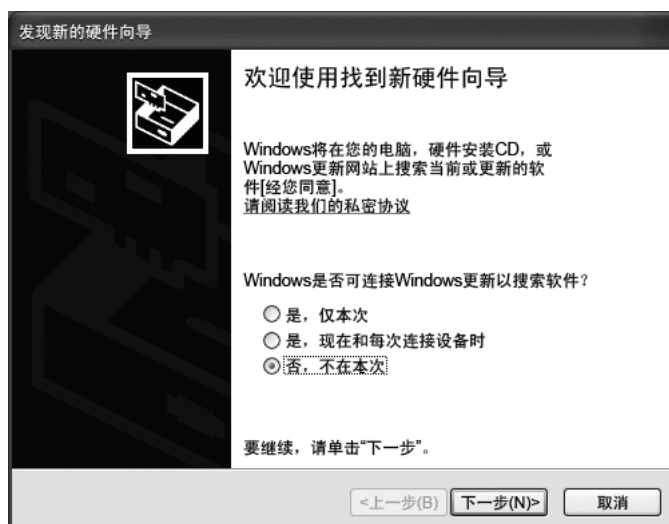 发现新的硬件向导
欢迎使用找到新硬件向导
Windows将在您的电脑，硬件安装CD，或
Windows更新网站上搜索当前或更新的软
件[经您同意]。
请阅读我们的私密协议
Windows是否可连接Windows更新以搜索软件？
是，仅本次
是，现在和每次连接设备时
否，不在本次
要继续，请单击“下一步”。
<上一步(B) 下一步(N)> 取消